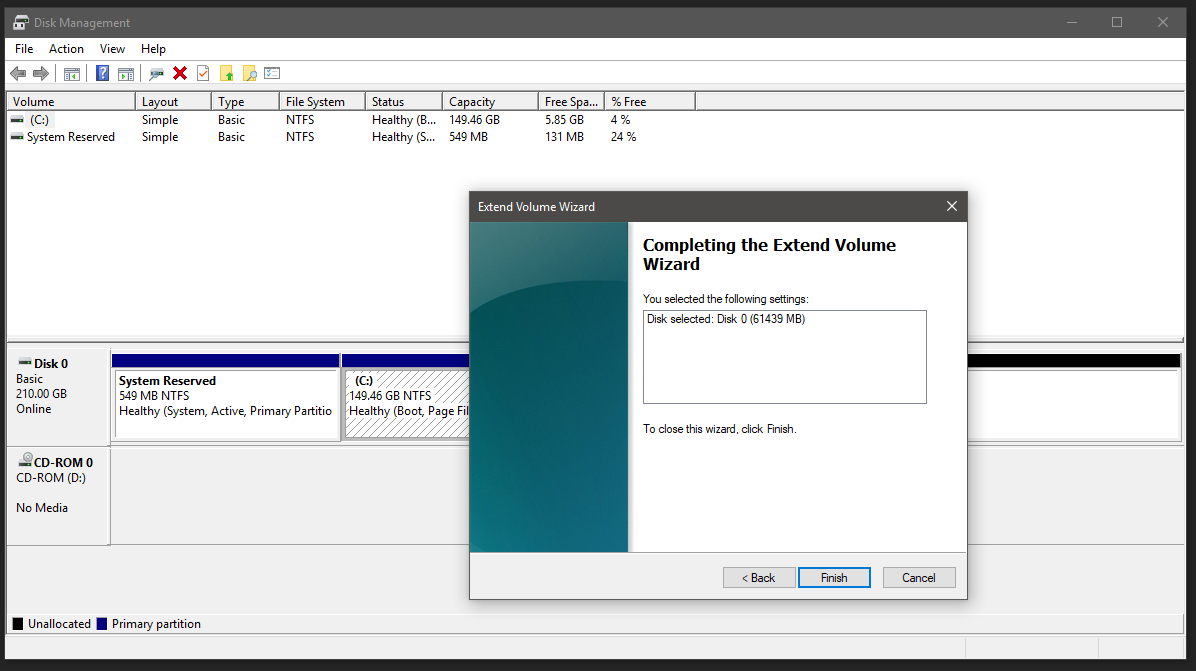 Disk Management
File Action View Help
Volume Layout Type File System Status Capacity Free Spa... % Free
(C:) Simple Basic NTFS Healthy (B... 149.46 GB 5.85 GB 4 %
System Reserved Simple Basic NTFS Healthy (S... 549 MB 131 MB 24 %
Extend Volume Wizard
Completing the Extend Volume
Wizard
You selected the following settings:
Disk selected: Disk 0 (61439 MB)
To close this wizard, click Finish.
< Back Finish Cancel
Disk 0
Basic
210.00 GB
Online
System Reserved
549 MB NTFS
Healthy (System, Active, Primary Partitio
(C:)
149.46 GB NTFS
Healthy (Boot, Page Fil
CD-ROM 0
CD-ROM (D:)
No Media
Unallocated Primary partition